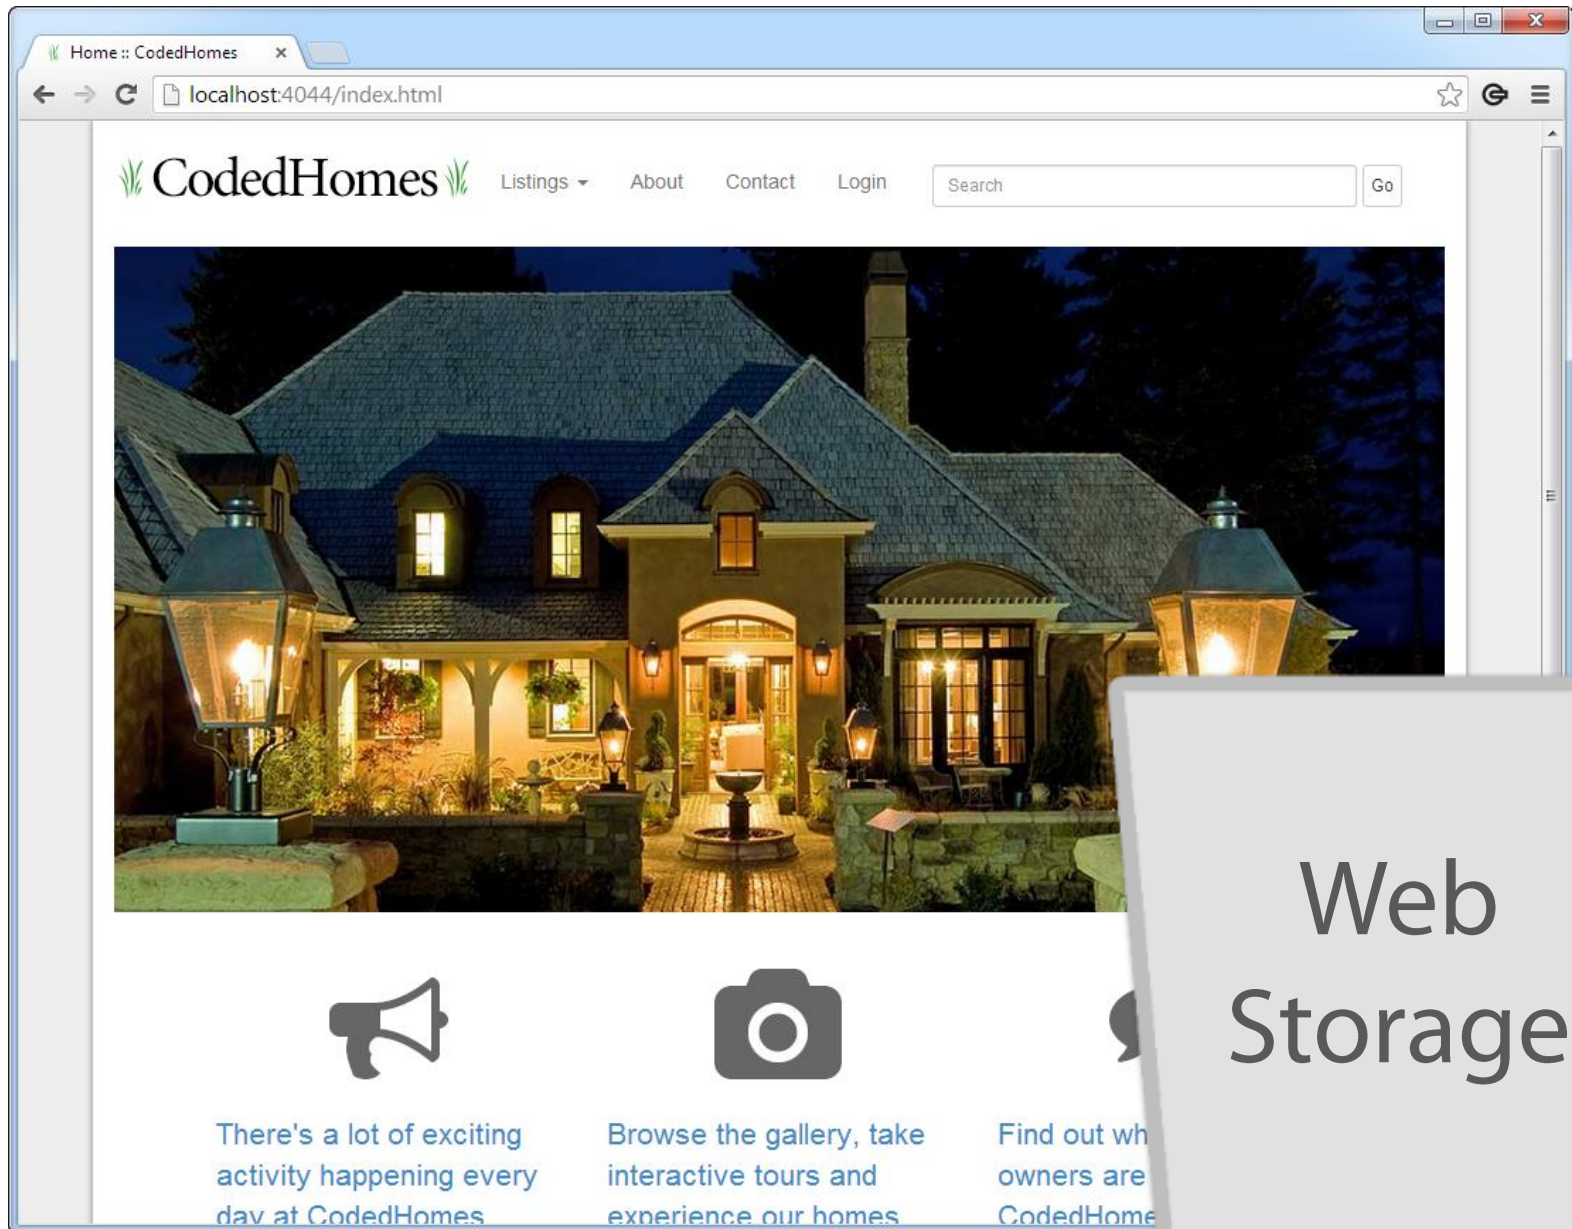 Home :: CodedHomes
localhost:4044/index.html
CodedHomes
Listings
About
Contact
Login
Search
Go
There's a lot of exciting
activity happening every
day at CodedHomes
Browse the gallery, take
interactive tours and
experience our homes
Find out
owners are
Web
Storage